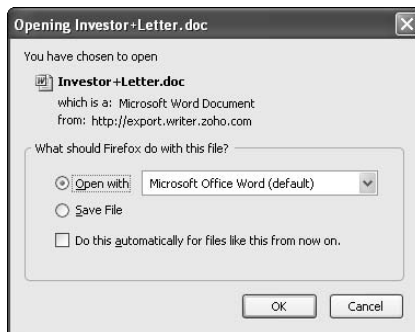 Opening Investor+Letter.doc
You have chosen to open
Investor+Letter.doc
which is a: Microsoft Word Document
from: http://export.writer.zoho.com
What should Firefox do with this file?
Open with Microsoft Office Word (default)
Save File
Do this automatically for files like this from now on.
OK Cancel